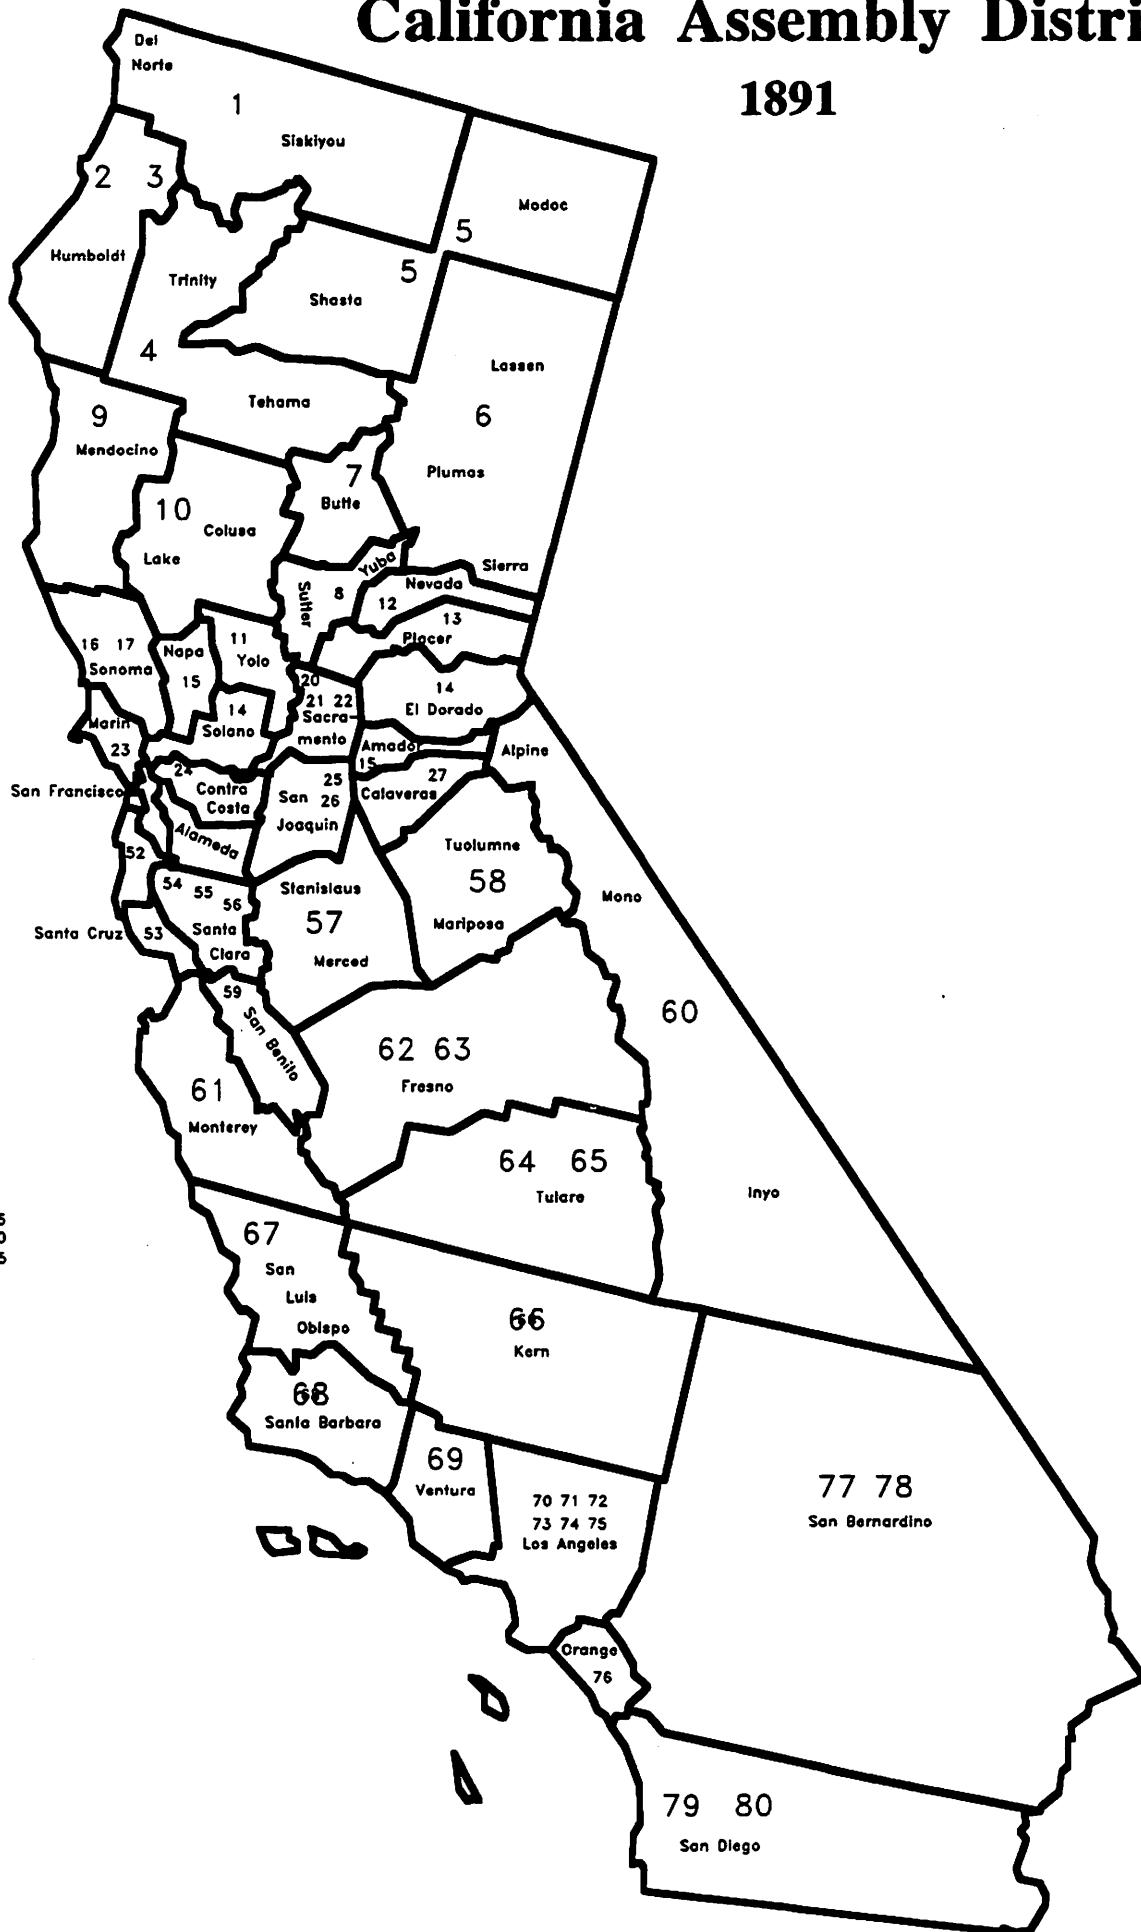 California Assembly Distri
1891
Del
Norte
1
Siskiyou
2 3
Modoc
5
Humboldt
Trinity
5
Shasta
4
Lassen
Tehama
6
9
Mendocino
Plumas
7
Butte
10
Colusa
Lake
Yuba
Sierra
Sutter
8
Nevada
12
13
Placer
16 17
Sonoma
Napa
15
11
Yolo
20
21 22
Sacra-
mento
14
El Dorado
14
Solano
Marin
23
Amador
15
Alpine
24
Contra
Costa
27
Calaveras
San Francisco
25
San 26
Joaquin
Alameda
52
Tuolumne
58
Mariposa
Mono
54 55 56
Santa
Clara
Stanislaus
57
Merced
Santa Cruz
53
59
San Benito
60
62 63
Fresno
61
Monterey
64 65
Tulare
Inyo
5
0
5
67
San
Luis
Obispo
66
Kern
68
Santa Barbara
69
Ventura
70 71 72
73 74 75
Los Angeles
77 78
San Bernardino
Orange
76
79 80
San Diego